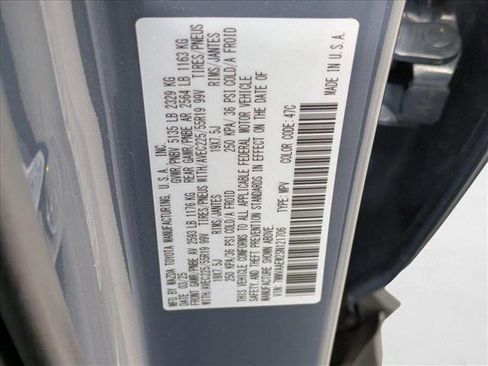 MFD. BY MAZDA TOYOTA MANUFACTURING, U.S.A. INC.
DATE: 03/25 GVWR/PNBV 5135 LB 2329 KG
FRONT GAWR/PNBE AV 2593 LB 1176 KG REAR GAWR/PNBE AR 2564 LB 1163 KG
WITH/AVEC225/55R19 99V TIRES/PNEUS WITH/AVEC225/55R19 99V TIRES/PNEUS
19X7.5J RIMS/JANTES 19X7.5J RIMS/JANTES
250 KPA/36 PSI COLD/A FROID 250 KPA/36 PSI COLD/A FROID
THIS VEHICLE CONFORMS TO ALL APPLICABLE FEDERAL MOTOR VEHICLE
SAFETY AND THEFT PREVENTION STANDARDS IN EFFECT ON THE DATE OF
MANUFACTURE SHOWN ABOVE.
TYPE: MPV COLOR CODE: 47C
MADE IN U.S.A.